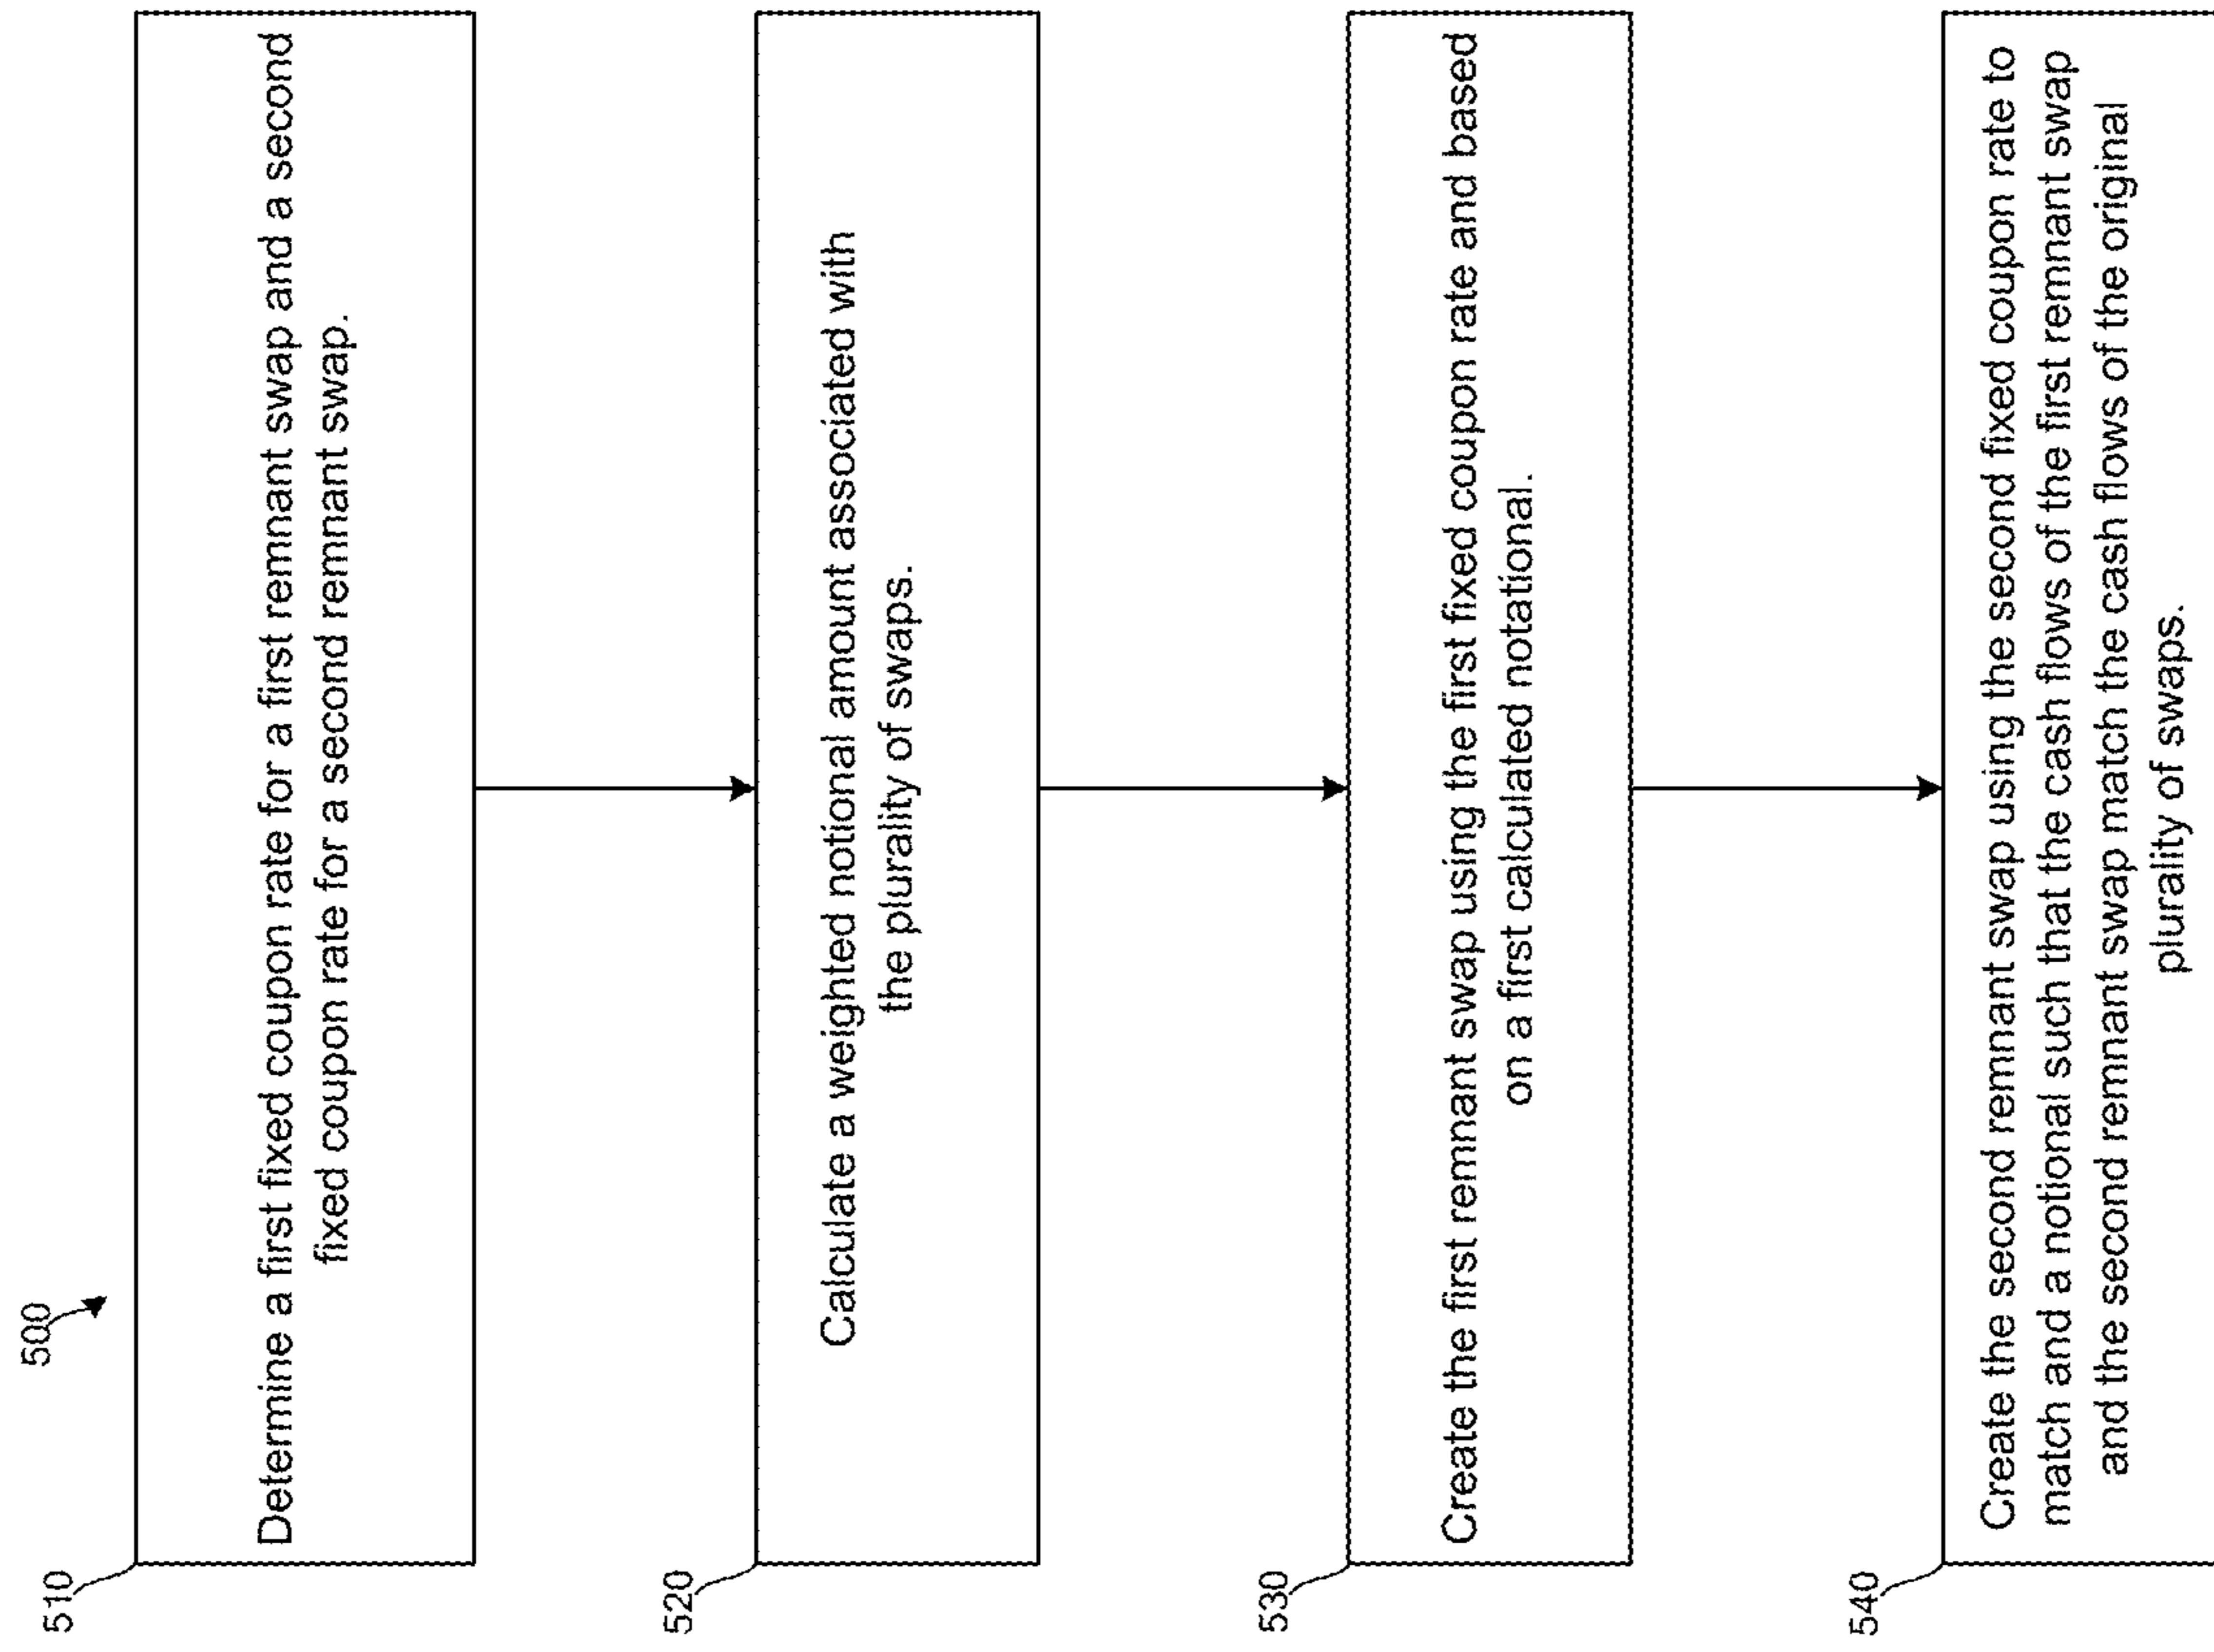 500
510
Determine a first fixed coupon rate for a first remnant swap and a second
fixed coupon rate for a second remnant swap.
520
Calculate a weighted notional amount associated with
the plurality of swaps.
530
Create the first remnant swap using the first fixed coupon rate and based
on a first calculated notational.
540
Create the second remnant swap using the second fixed coupon rate to
match and a notional such that the cash flows of the first remnant swap
and the second remnant swap match the cash flows of the original
plurality of swaps.